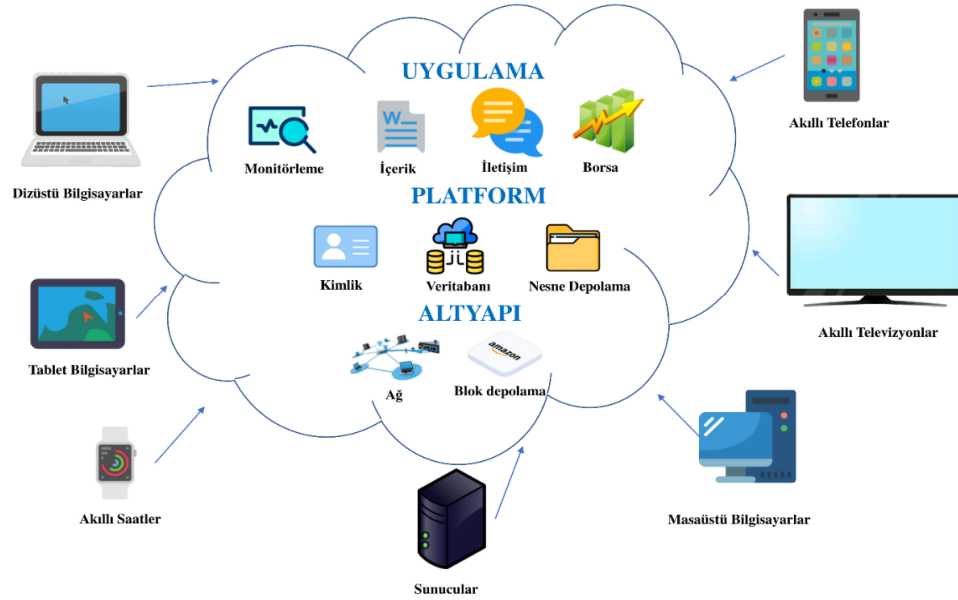 UYGULAMA
Monitörleme
W
İçerik
İletişim
Borsa
PLATFORM
Kimlik
Veritabanı
Nesne Depolama
ALTYAPI
amazon
Ağ
Blok depolama
Dizüstü Bilgisayarlar
Tablet Bilgisayarlar
Akıllı Saatler
Sunucular
Akıllı Telefonlar
Akıllı Televizyonlar
Masaüstü Bilgisayarlar